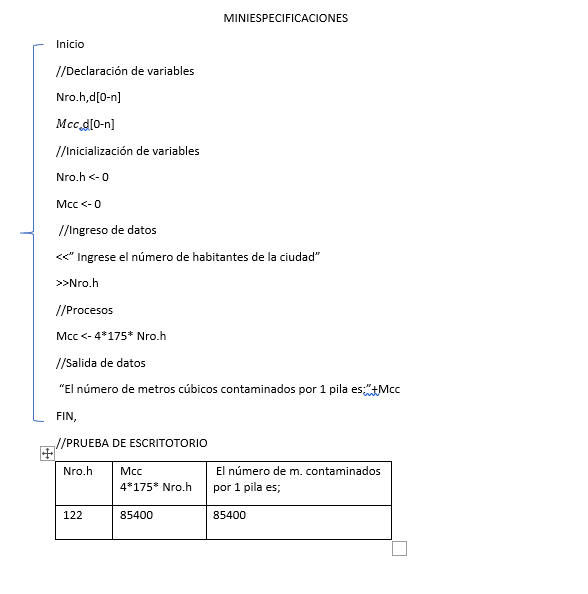 MINIESPECIFICACIONES
Inicio
//Declaración de variables
Nro.h,d[0-n]
Mcc,d[0-n]
//Inicialización de variables
Nro.h <- 0
Mcc <- 0
//Ingreso de datos
<<” Ingrese el número de habitantes de la ciudad”
>>Nro.h
//Procesos
Mcc <- 4*175* Nro.h
//Salida de datos
“El número de metros cúbicos contaminados por 1 pila es;”+Mcc
FIN,
//PRUEBA DE ESCRITOTORIO
Nro.h
Mcc
4*175* Nro.h
El número de m. contaminados
por 1 pila es;
122
85400
85400